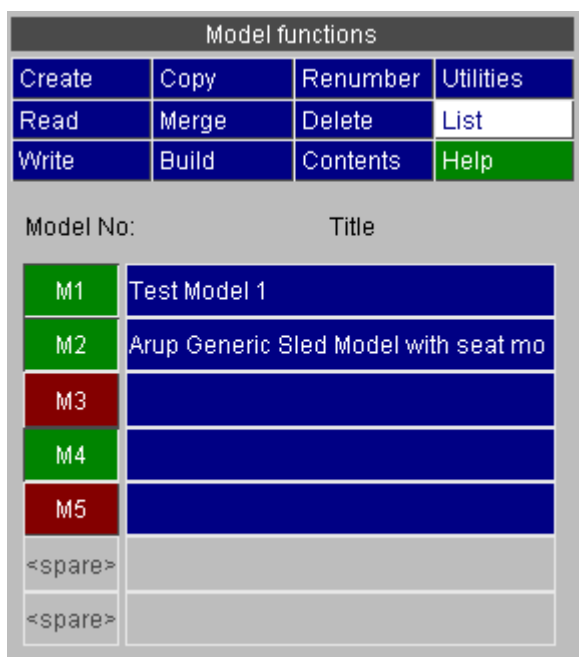 Model functions
Create Copy Renumber Utilities
Read Merge Delete List
Write Build Contents Help
Model No: Title
M1 Test Model 1
M2 Arup Generic Sled Model with seat mo
M3
M4
M5
<spare>
<spare>